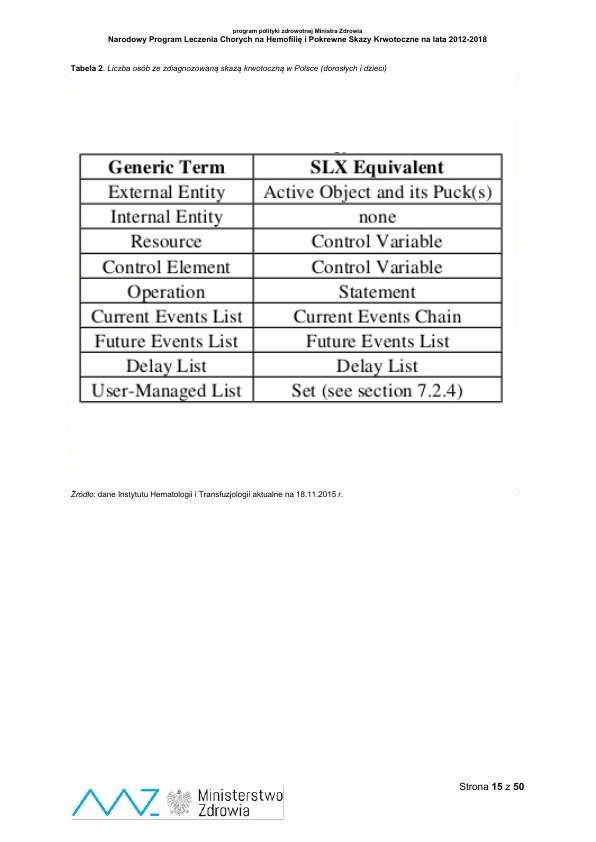 program polityki zdrowotnej Ministra Zdrowia
Narodowy Program Leczenia Chorych na Hemofilię i Pokrewne Skazy Krwotoczne na lata 2012-2018
Tabela 2. Liczba osób ze zdiagnozowaną skazą krwotoczną w Polsce (dorosłych i dzieci)
Generic Term SLX Equivalent
External Entity Active Object and its Puck(s)
Internal Entity none
Resource Control Variable
Control Element Control Variable
Operation Statement
Current Events List Current Events Chain
Future Events List Future Events List
Delay List Delay List
User-Managed List Set (see section 7.2.4)
Źródło: dane Instytutu Hematologii i Transfuzjologii aktualne na 18.11.2015 r.
Strona 15 z 50
Ministerstwo
Zdrowia